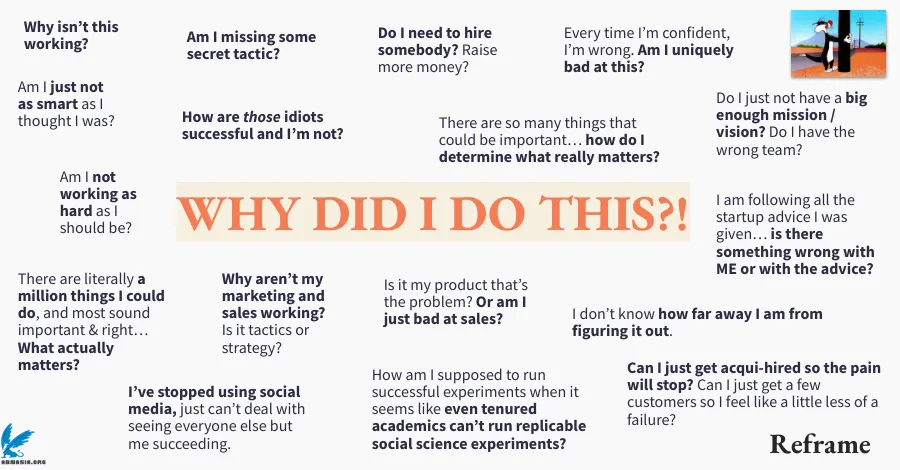 Why isn't this
working?
Am I missing some
secret tactic?
Do I need to hire
somebody? Raise
more money?
Every time I'm confident,
I'm wrong. Am I uniquely
bad at this?
Am I just not
as smart as I
thought I was?
How are those idiots
successful and I'm not?
There are so many things that
could be important… how do I
determine what really matters?
Do I just not have a big
enough mission /
vision? Do I have the
wrong team?
Am I not
working as
hard as I
should be?
WHY DID I DO THIS?!
I am following all the
startup advice I was
given… is there
something wrong with
ME or with the advice?
There are literally a
million things I could
do, and most sound
important & right…
What actually
matters?
Why aren't my
marketing and
sales working?
Is it tactics or
strategy?
Is it my product that's
the problem? Or am I
just bad at sales?
I don't know how far away I am from
figuring it out.
I've stopped using social
media, just can't deal with
seeing everyone else but
me succeeding.
How am I supposed to run
successful experiments when it
seems like even tenured
academics can't run replicable
social science experiments?
Can I just get acqui-hired so the pain
will stop? Can I just get a few
customers so I feel like a little less of a
failure?
Reframe